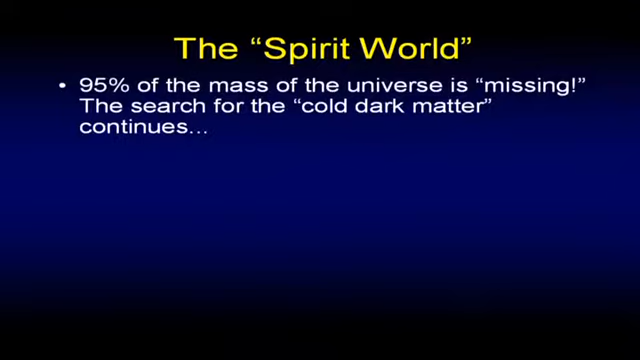 The “Spirit World”
• 95% of the mass of the universe is “missing!”
The search for the “cold dark matter”
continues...